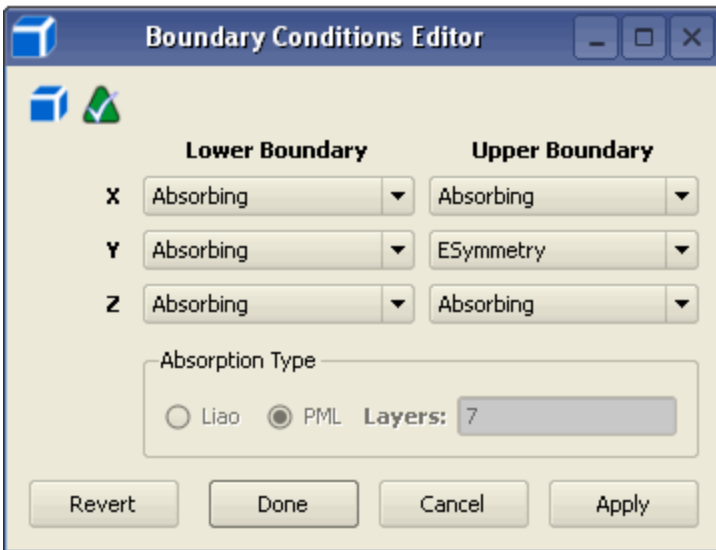 Boundary Conditions Editor
Lower Boundary Upper Boundary
X Absorbing Absorbing
Y Absorbing ESymmetry
Z Absorbing Absorbing
Absorption Type
Liao PML Layers: 7
Revert Done Cancel Apply